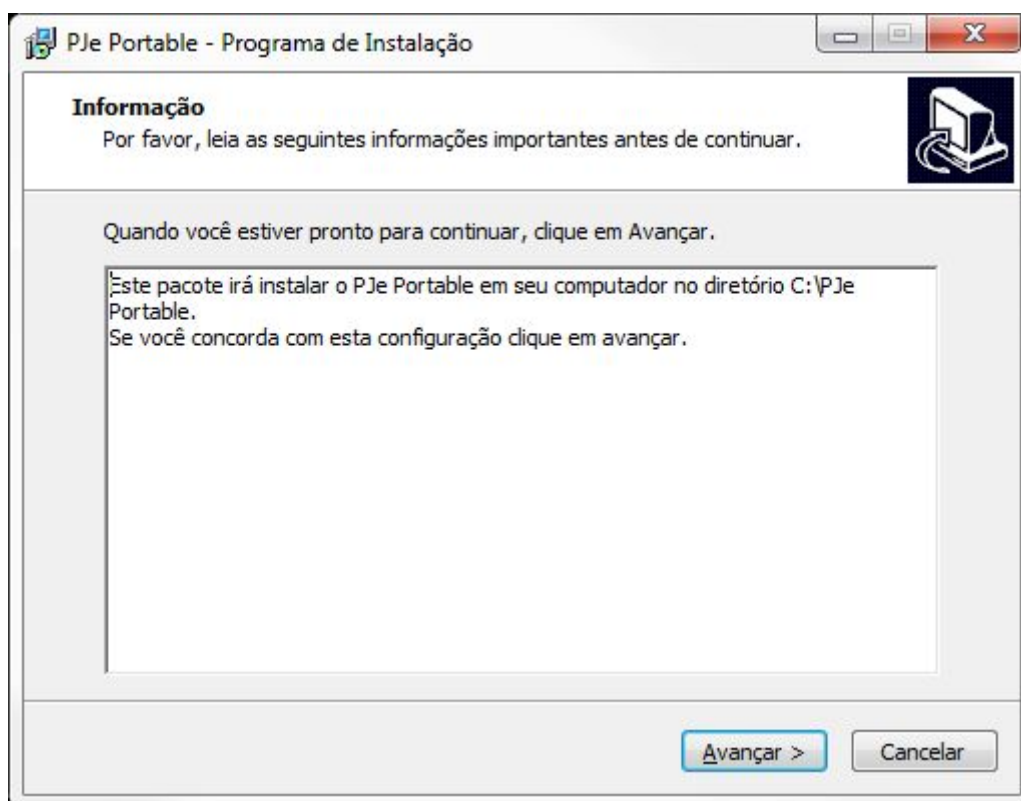 PJe Portable - Programa de Instalação
Informação
Por favor, leia as seguintes informações importantes antes de continuar.
Quando você estiver pronto para continuar, clique em Avançar.
Este pacote irá instalar o PJe Portable em seu computador no diretório C:\PJe
Portable.
Se você concorda com esta configuração clique em avançar.
Avançar >
Cancelar